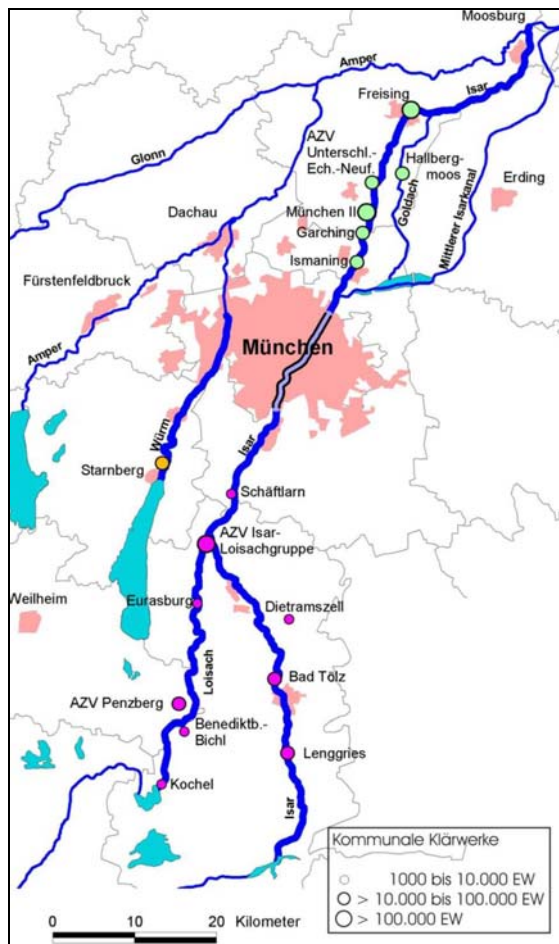 Moosburg
Amper
Isar
Freising
AZV
Unterschl.-
Ech.-Neuf.
Hallberg-
moos
Glonn
Goldach
Erding
Mittlerer Isarkanal
Dachau
München II
Garching
Ismaning
Fürstenfeldbruck
München
Amper
Würm
Isar
Starnberg
Schäftlarn
AZV Isar-
Loisachgruppe
Weilheim
Eurasburg
Dietramszell
Loisach
Bad Tölz
AZV Penzberg
Benediktb.-
Bichl
Lenggries
Kochel
Isar
Kommunale Klärwerke
1000 bis 10.000 EW
> 10.000 bis 100.000 EW
> 100.000 EW
0 10 20 Kilometer